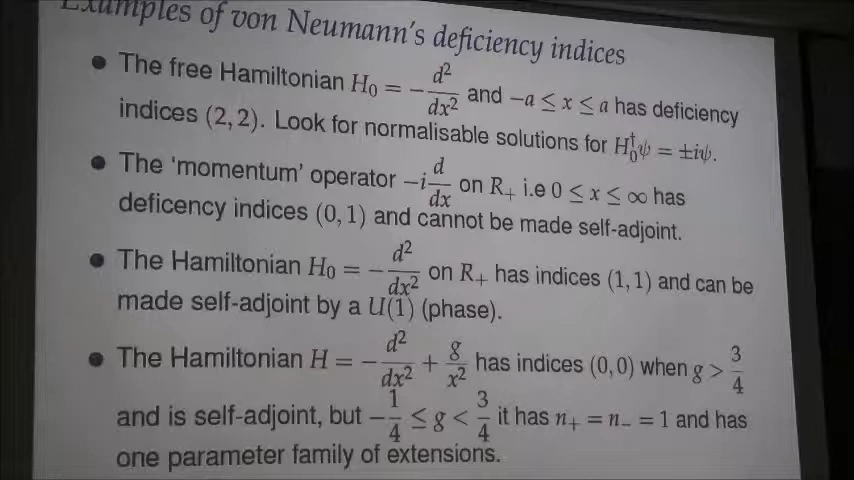 Examples of von Neumann's deficiency indices
• The free Hamiltonian H₀ = −d²/dx² and −a ≤ x ≤ a has deficiency
indices (2, 2). Look for normalisable solutions for H₀†ψ = ±iψ.
• The 'momentum' operator −i d/dx on R₊ i.e 0 ≤ x ≤ ∞ has
deficency indices (0, 1) and cannot be made self-adjoint.
• The Hamiltonian H₀ = −d²/dx² on R₊ has indices (1, 1) and can be
made self-adjoint by a U(1) (phase).
• The Hamiltonian H = −d²/dx² + g/x² has indices (0, 0) when g > 3/4
and is self-adjoint, but −1/4 ≤ g < 3/4 it has n₊ = n₋ = 1 and has
one parameter family of extensions.